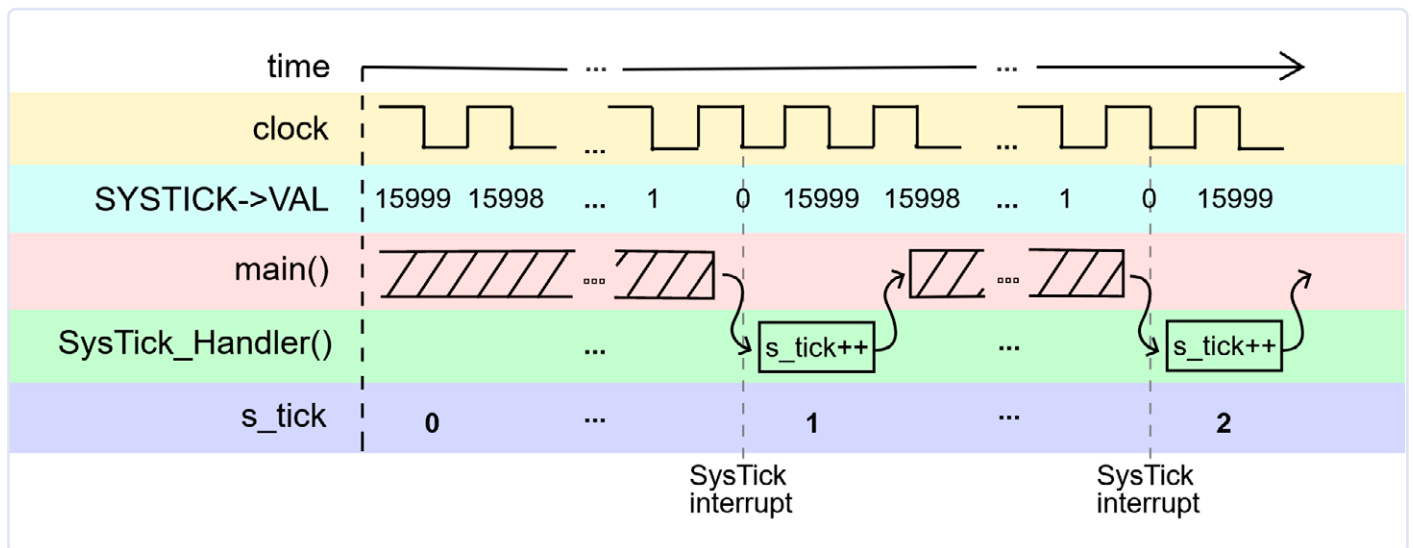 time ... ...
clock ... ...
SYSTICK->VAL 15999 15998 ... 1 0 15999 15998 ... 1 0 15999
main() ... ...
SysTick_Handler() ... s_tick++ ... s_tick++
s_tick 0 ... 1 ... 2
SysTick SysTick
interrupt interrupt